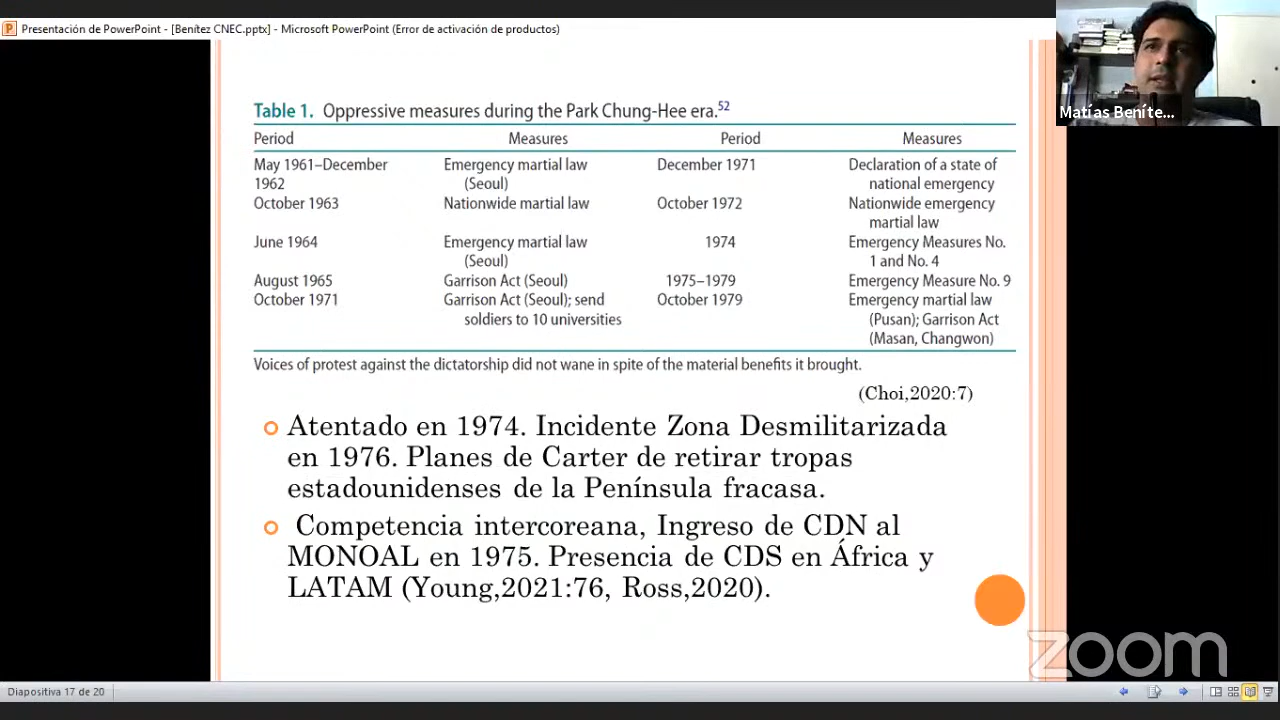 Presentación de PowerPoint - [Benítez CNEC.pptx] - Microsoft PowerPoint (Error de activación de productos)
Matías Beníte...
Table 1. Oppressive measures during the Park Chung-Hee era.52
Period Measures Period Measures
May 1961–December Emergency martial law December 1971 Declaration of a state of
1962 (Seoul) national emergency
October 1963 Nationwide martial law October 1972 Nationwide emergency
martial law
June 1964 Emergency martial law 1974 Emergency Measures No.
(Seoul) 1 and No. 4
August 1965 Garrison Act (Seoul) 1975–1979 Emergency Measure No. 9
October 1971 Garrison Act (Seoul); send October 1979 Emergency martial law
soldiers to 10 universities (Pusan); Garrison Act
(Masan, Changwon)
Voices of protest against the dictatorship did not wane in spite of the material benefits it brought.
(Choi,2020:7)
Atentado en 1974. Incidente Zona Desmilitarizada
en 1976. Planes de Carter de retirar tropas
estadounidenses de la Península fracasa.
Competencia intercoreana, Ingreso de CDN al
MONOAL en 1975. Presencia de CDS en África y
LATAM (Young,2021:76, Ross,2020).
zoom
Diapositiva 17 de 20